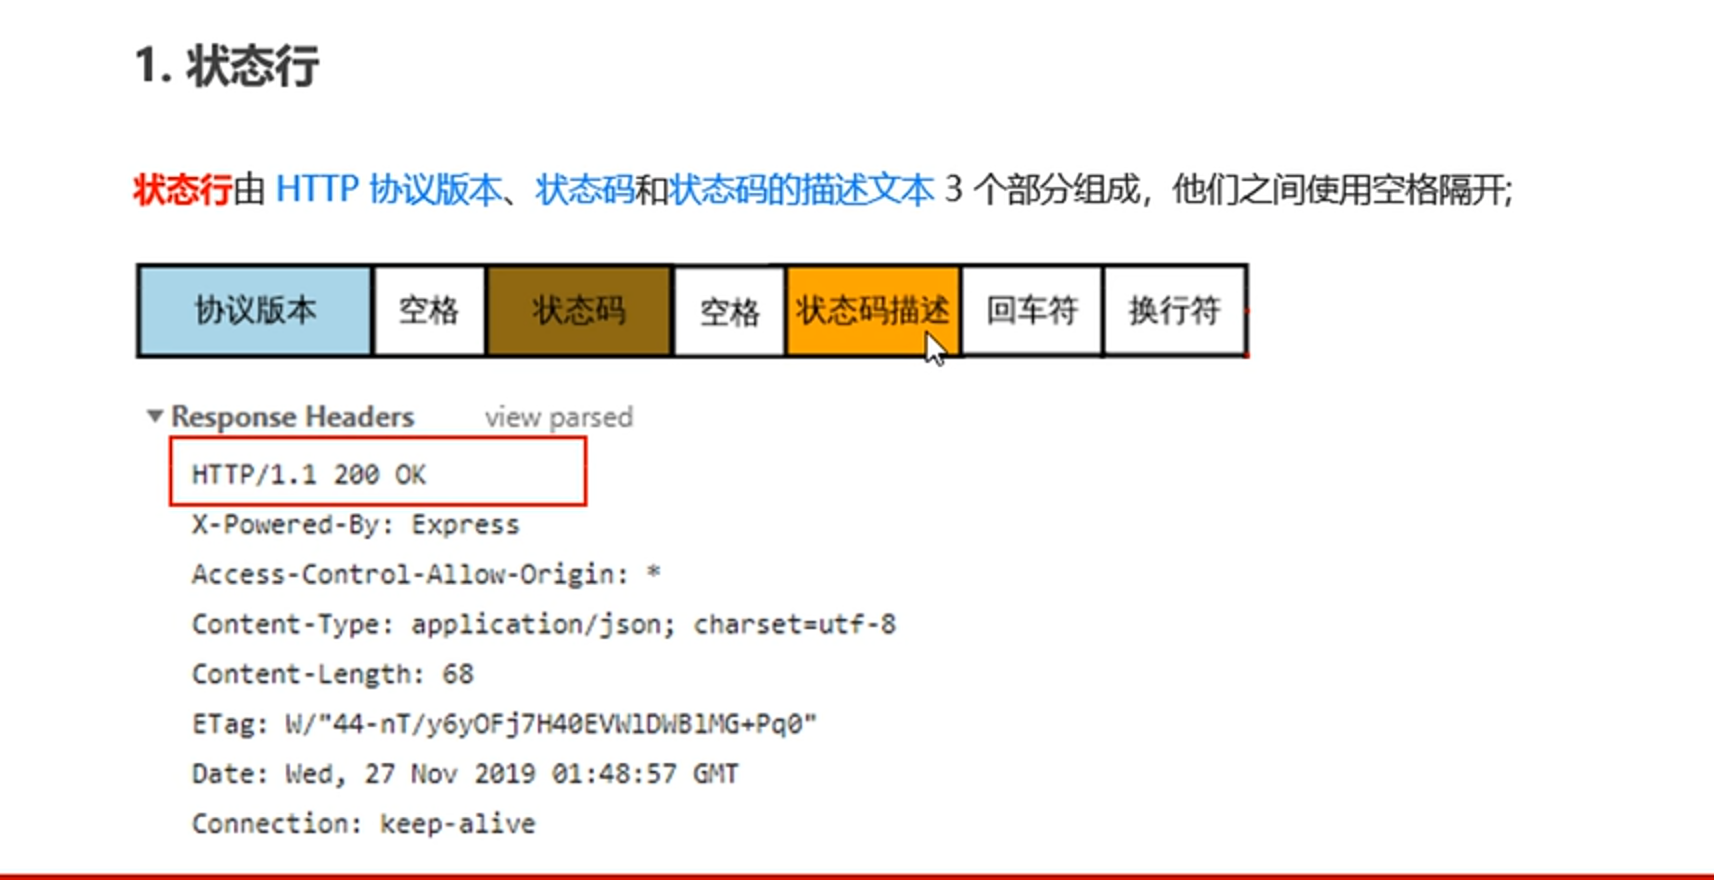 1. 状态行
状态行由 HTTP 协议版本、状态码和状态码的描述文本 3 个部分组成，他们之间使用空格隔开;
协议版本 空格 状态码 空格 状态码描述 回车符 换行符
Response Headers view parsed
HTTP/1.1 200 OK
X-Powered-By: Express
Access-Control-Allow-Origin: *
Content-Type: application/json; charset=utf-8
Content-Length: 68
ETag: W/"44-nT/y6yOFj7H40EVWlDWBlMG+Pq0"
Date: Wed, 27 Nov 2019 01:48:57 GMT
Connection: keep-alive